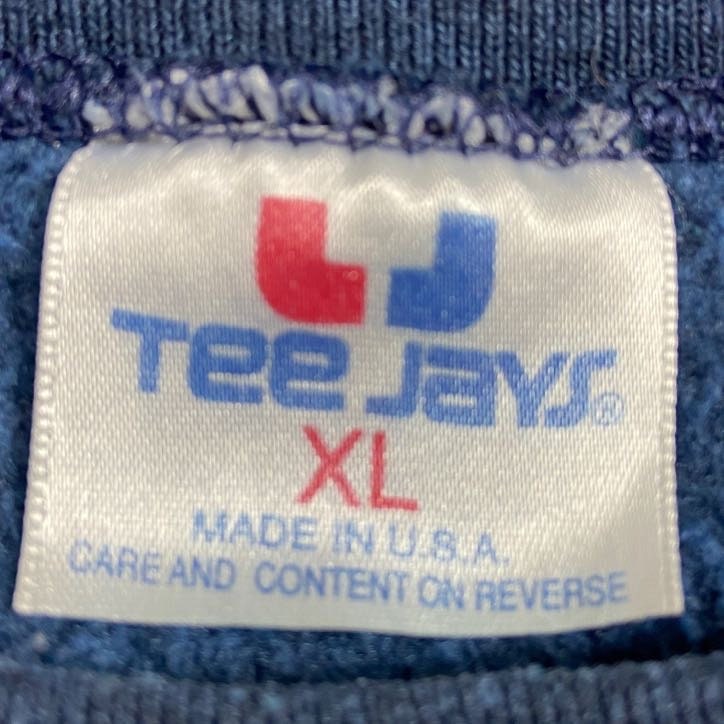 Tee Jays®
XL
MADE IN U.S.A.
CARE AND CONTENT ON REVERSE